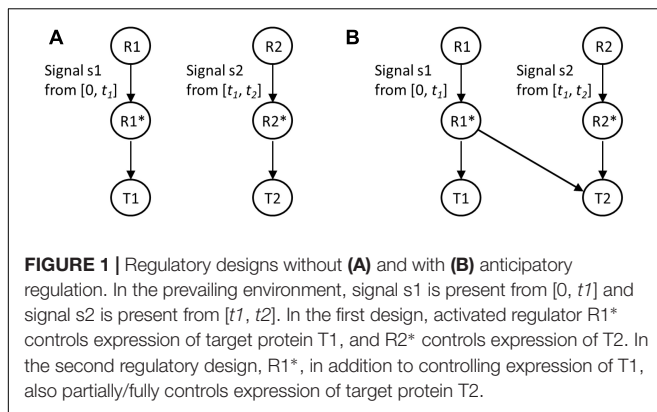 A
B
R1
R2
R1
R2
Signal s1
from [0, t1]
Signal s2
from [t1, t2]
Signal s1
from [0, t1]
Signal s2
from [t1, t2]
R1*
R2*
R1*
R2*
T1
T2
T1
T2
FIGURE 1 | Regulatory designs without (A) and with (B) anticipatory
regulation. In the prevailing environment, signal s1 is present from [0, t1] and
signal s2 is present from [t1, t2]. In the first design, activated regulator R1*
controls expression of target protein T1, and R2* controls expression of T2. In
the second regulatory design, R1*, in addition to controlling expression of T1,
also partially/fully controls expression of target protein T2.